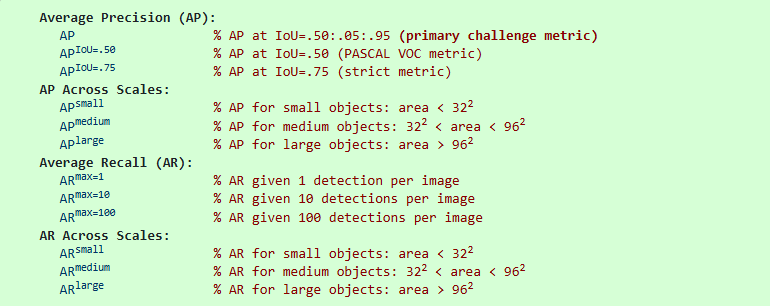 Average Precision (AP):
AP % AP at IoU=.50:.05:.95 (primary challenge metric)
AP^IoU=.50 % AP at IoU=.50 (PASCAL VOC metric)
AP^IoU=.75 % AP at IoU=.75 (strict metric)
AP Across Scales:
AP^small % AP for small objects: area < 32²
AP^medium % AP for medium objects: 32² < area < 96²
AP^large % AP for large objects: area > 96²
Average Recall (AR):
AR^max=1 % AR given 1 detection per image
AR^max=10 % AR given 10 detections per image
AR^max=100 % AR given 100 detections per image
AR Across Scales:
AR^small % AR for small objects: area < 32²
AR^medium % AR for medium objects: 32² < area < 96²
AR^large % AR for large objects: area > 96²